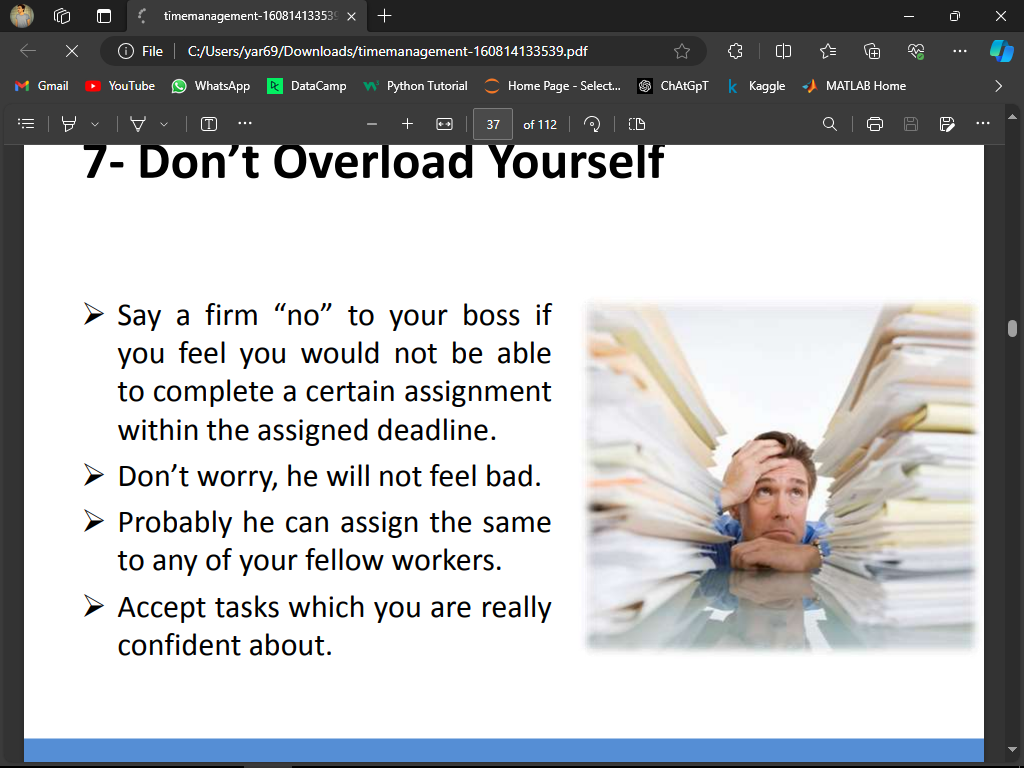 timemanagement-160814133539
File
C:/Users/yar69/Downloads/timemanagement-160814133539.pdf
Gmail
YouTube
WhatsApp
DataCamp
Python Tutorial
Home Page - Select...
ChAtGpT
Kaggle
MATLAB Home
37 of 112
7- Don’t Overload Yourself
➢ Say a firm “no” to your boss if
you feel you would not be able
to complete a certain assignment
within the assigned deadline.
➢ Don’t worry, he will not feel bad.
➢ Probably he can assign the same
to any of your fellow workers.
➢ Accept tasks which you are really
confident about.